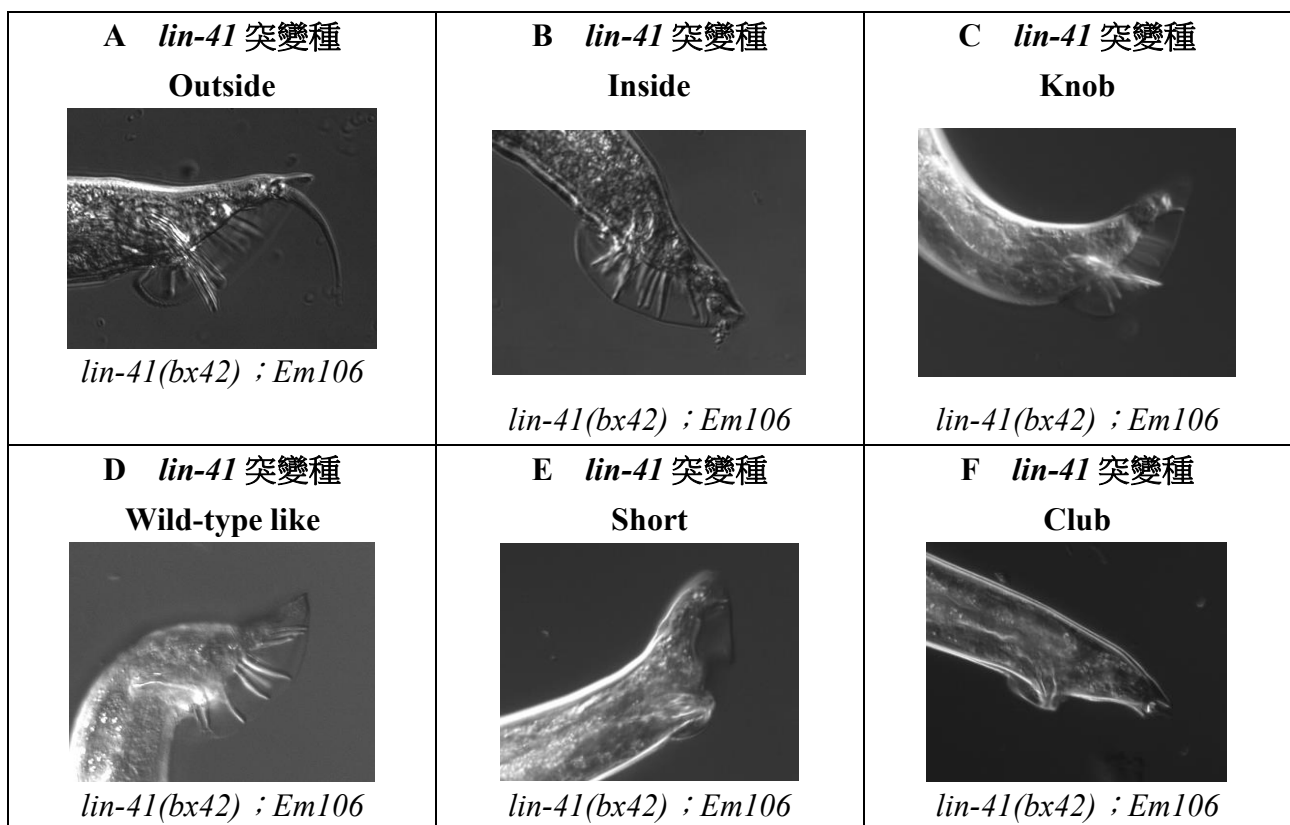 A lin-41 突變種
Outside
lin-41(bx42)；Em106
B lin-41 突變種
Inside
lin-41(bx42)；Em106
C lin-41 突變種
Knob
lin-41(bx42)；Em106
D lin-41 突變種
Wild-type like
lin-41(bx42)；Em106
E lin-41 突變種
Short
lin-41(bx42)；Em106
F lin-41 突變種
Club
lin-41(bx42)；Em106